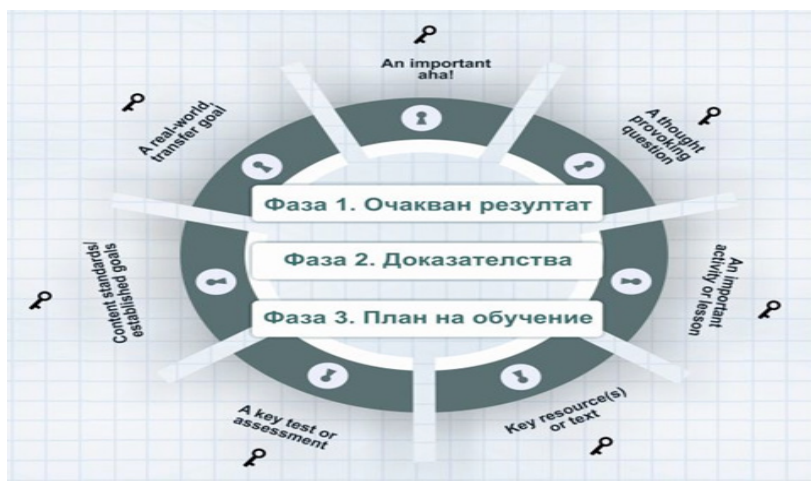 An important
aha!
A thought
provoking
question
An important
activity or lesson
Key resource(s)
or text
A key test or
assessment
Content standards/
established goals
A real-world,
transfer goal
Фаза 1. Очакван резултат
Фаза 2. Доказателства
Фаза 3. План на обучение